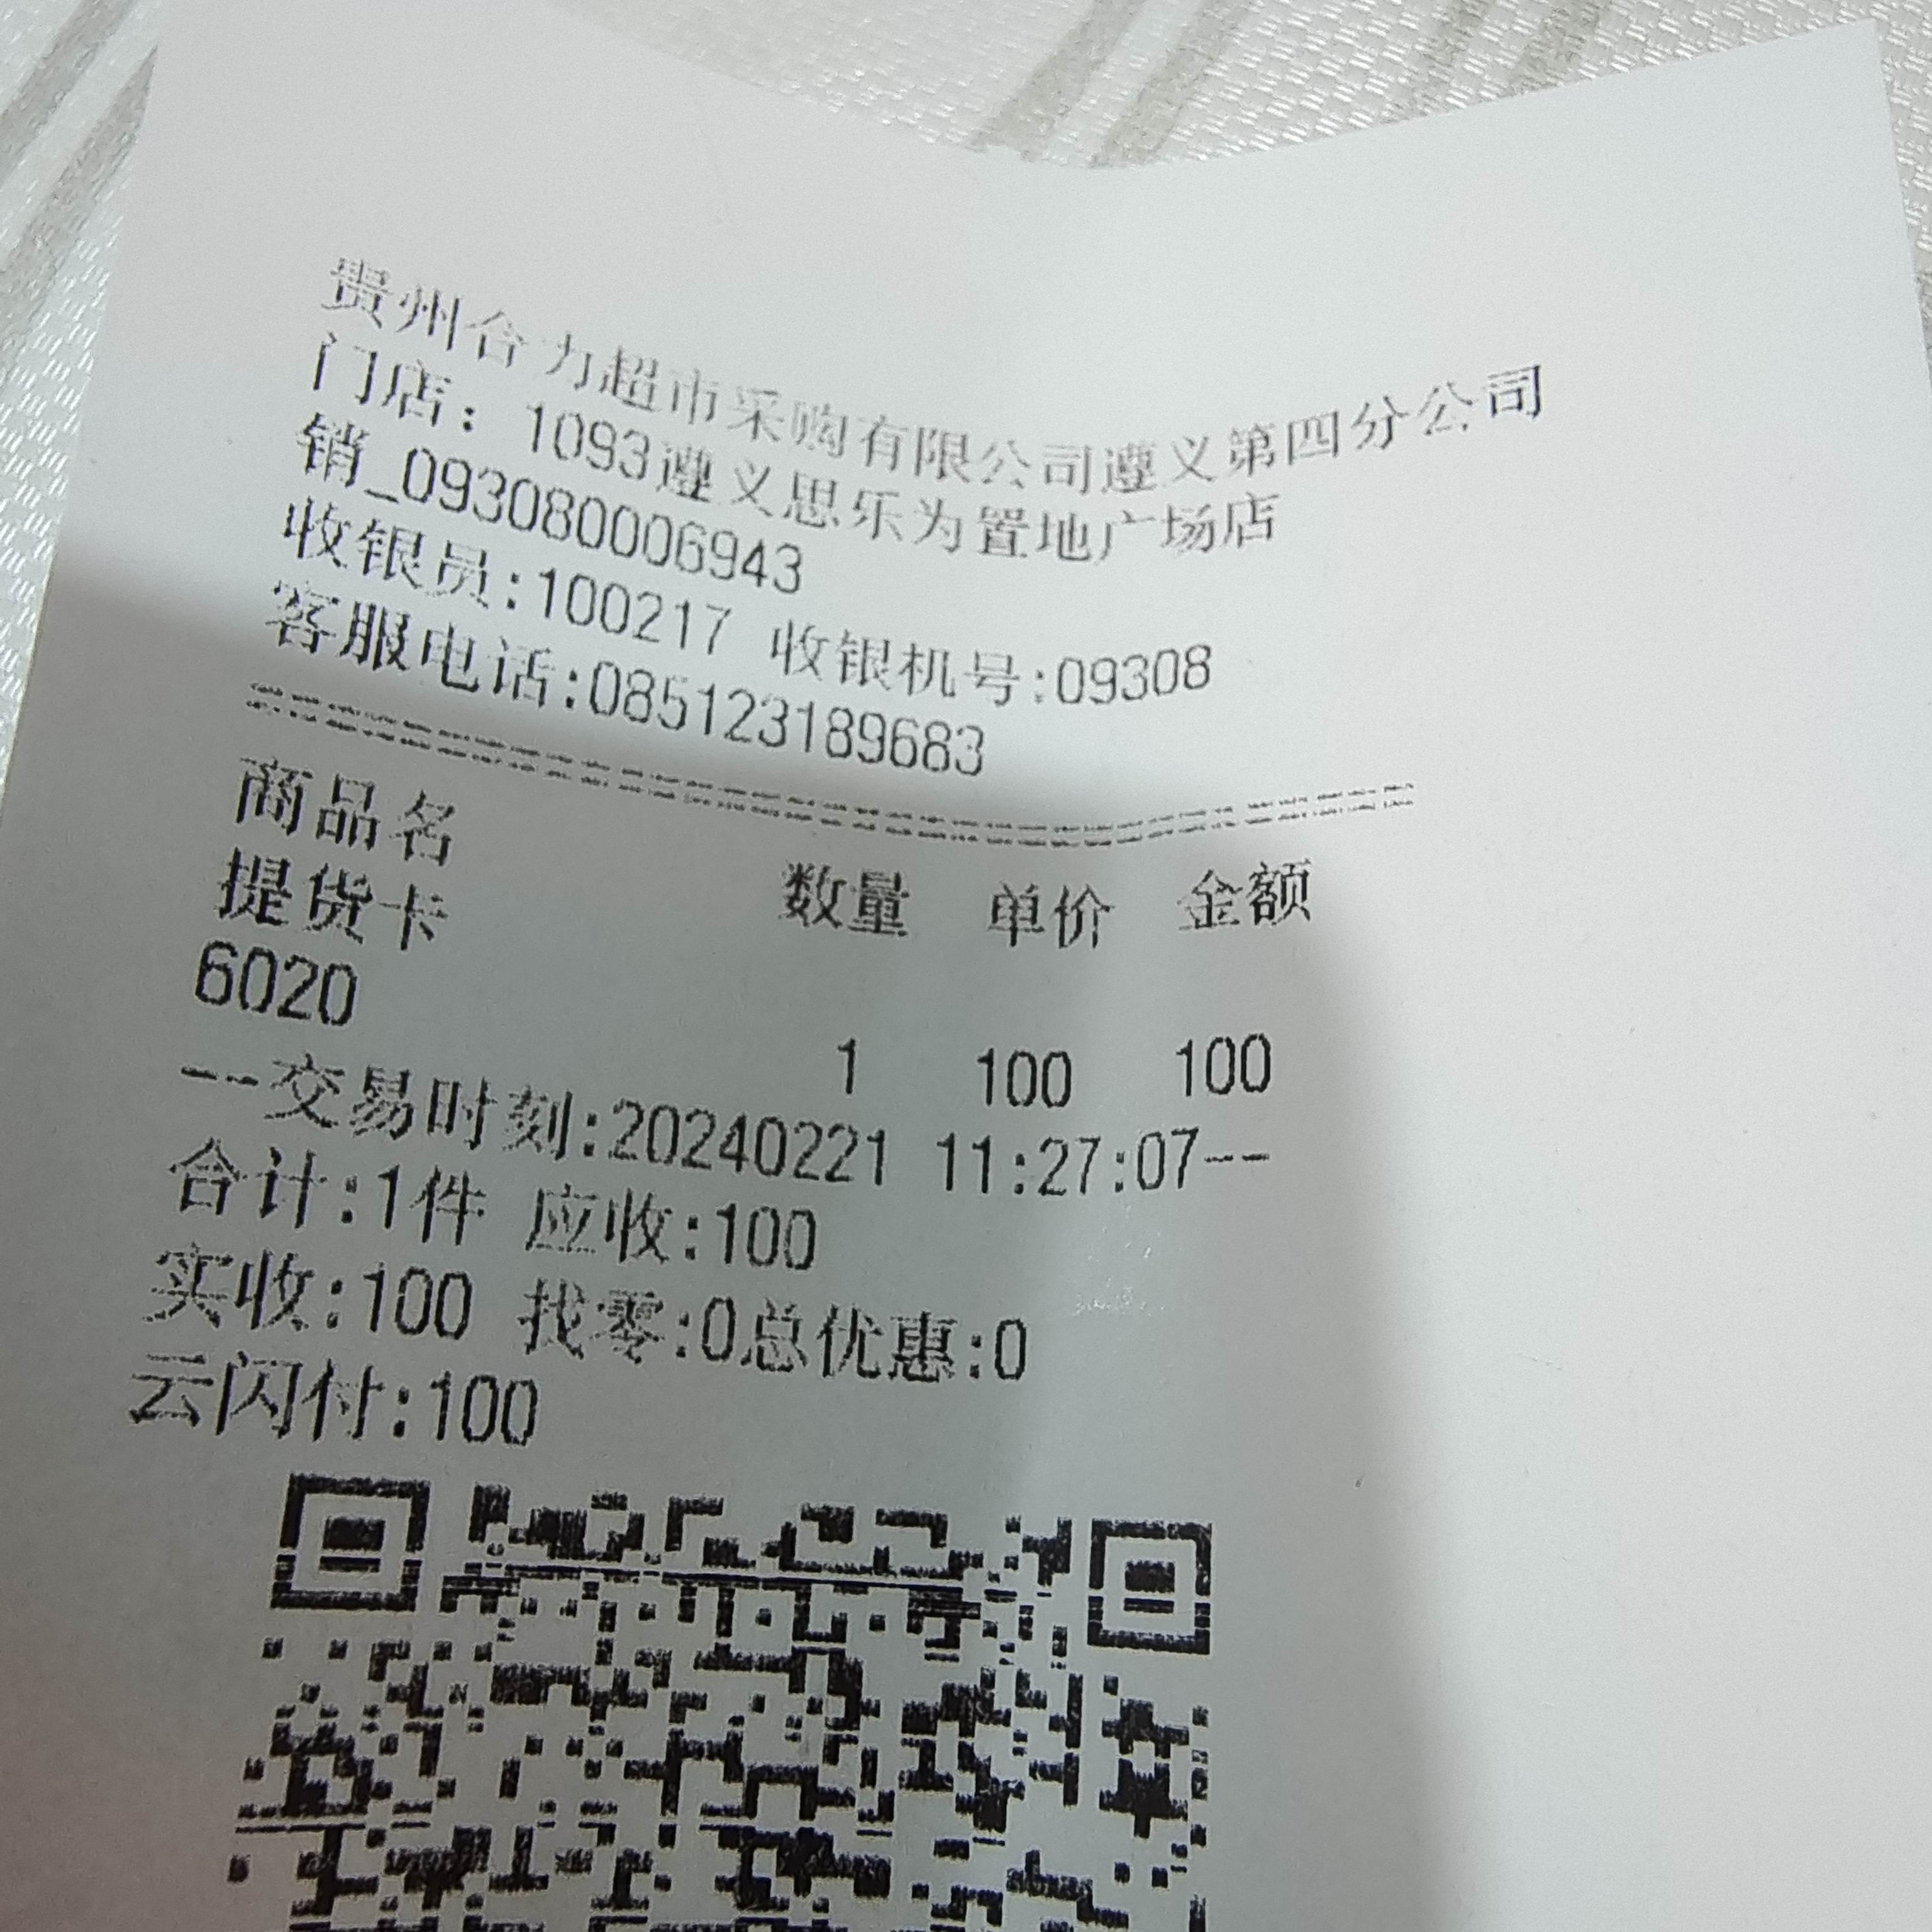 贵州合力超市采购有限公司遵义第四分公司
门店：1093遵义思乐为置地广场店
销_093080006943
收银员:100217 收银机号:09308
客服电话:085123189683
商品名 数量 单价 金额
提货卡
6020
1 100 100
--交易时刻:20240221 11:27:07--
合计:1件 应收:100
实收:100 找零:0总优惠:0
云闪付:100